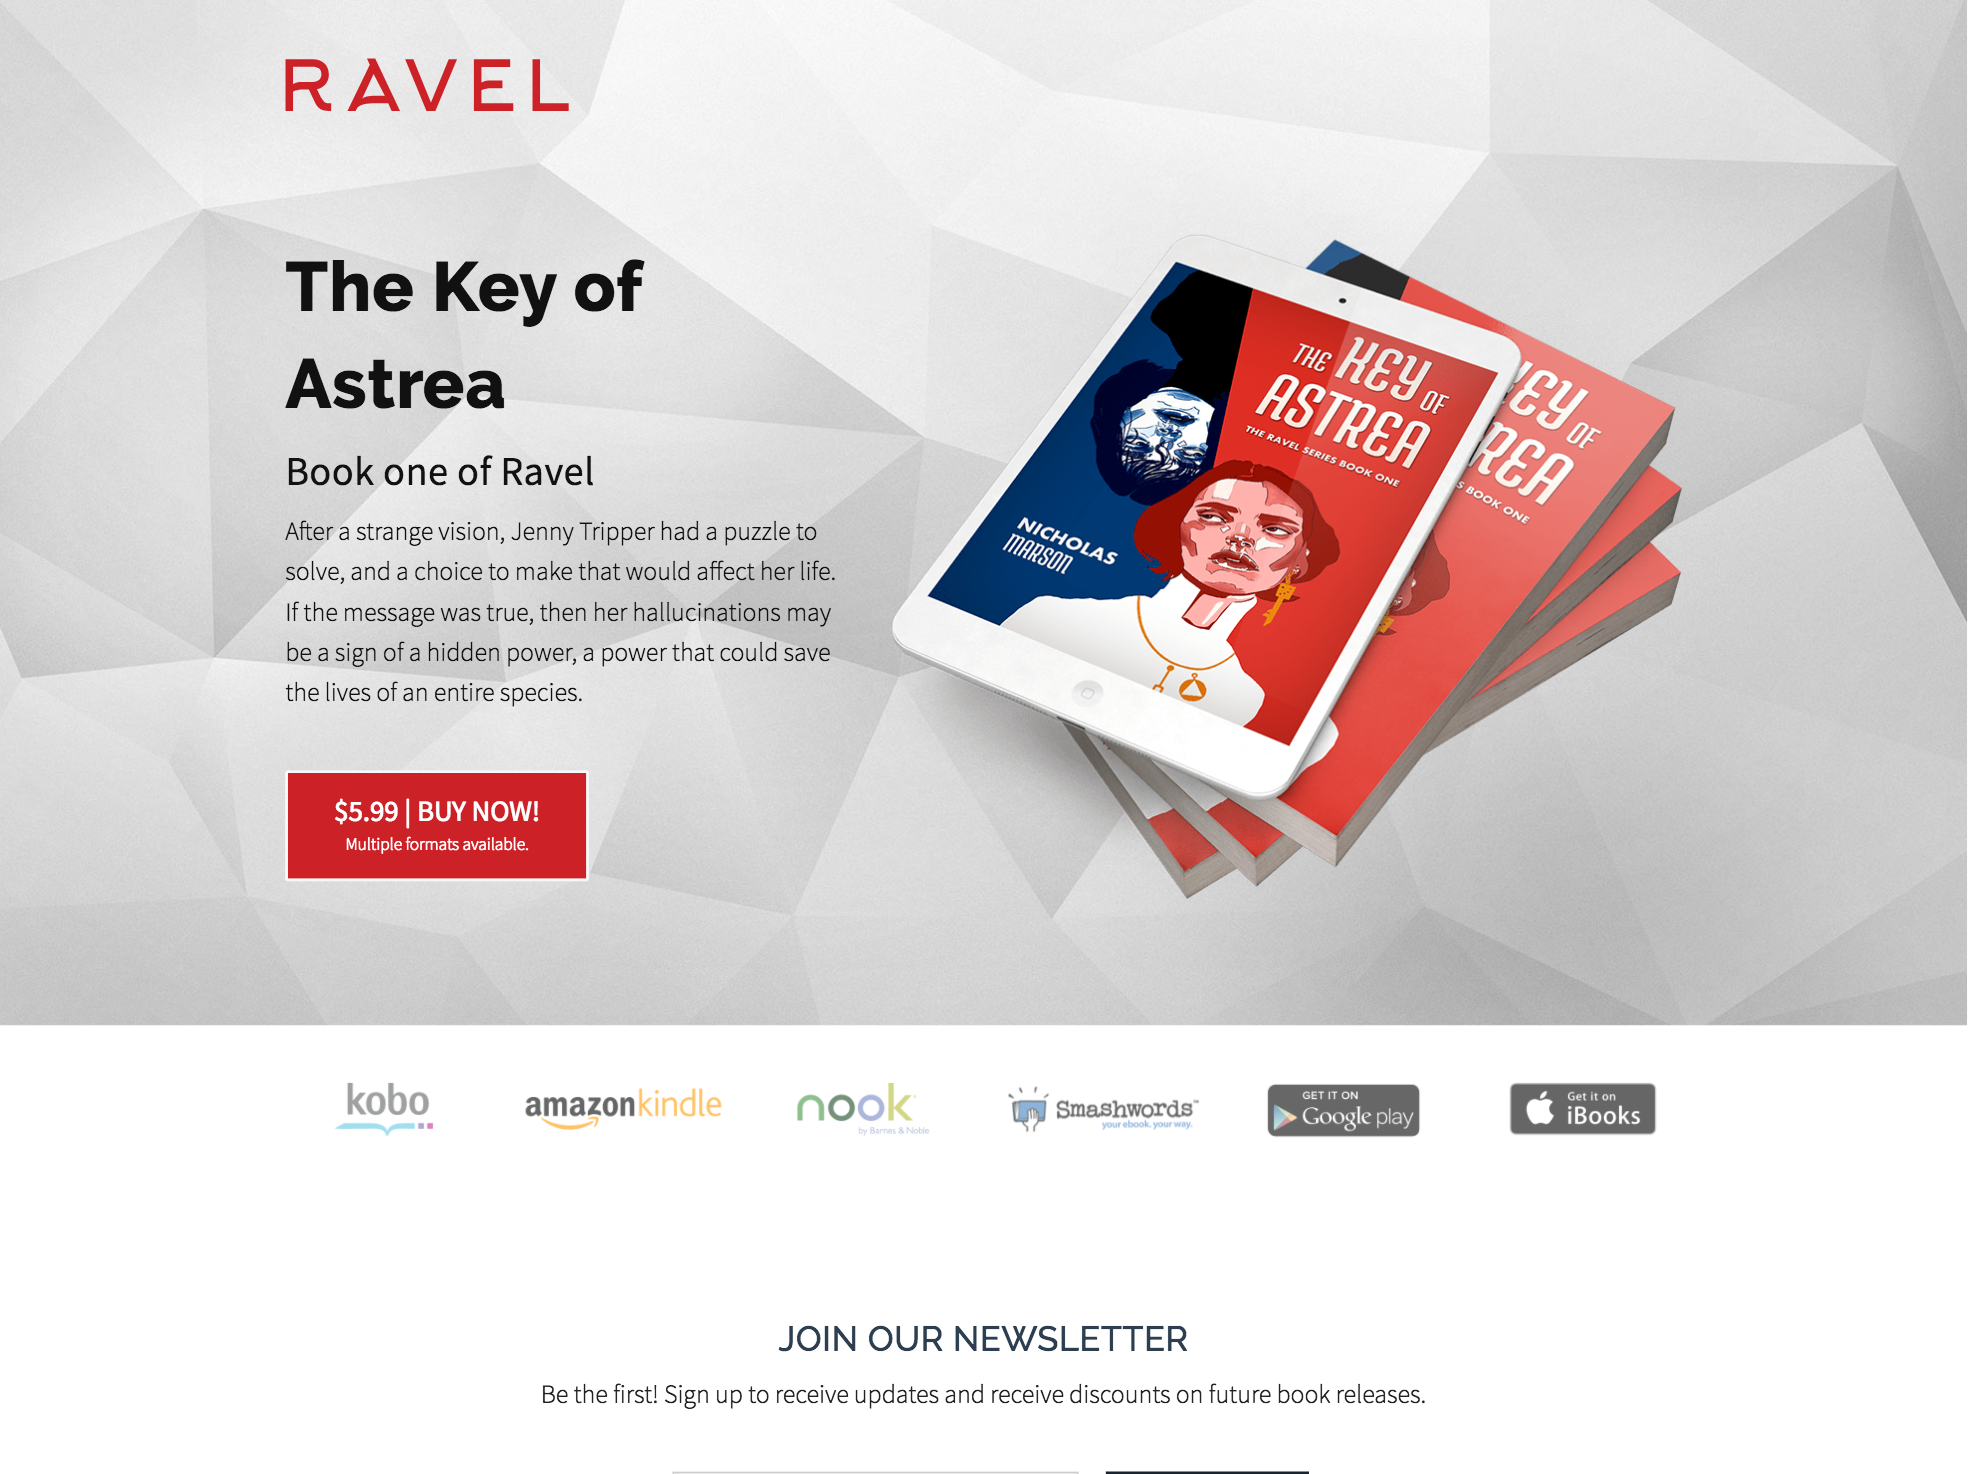 RAVEL
The Key of
Astrea
Book one of Ravel
After a strange vision, Jenny Tripper had a puzzle to
solve, and a choice to make that would affect her life.
If the message was true, then her hallucinations may
be a sign of a hidden power, a power that could save
the lives of an entire species.
$5.99 | BUY NOW!
Multiple formats available.
THE KEY OF
ASTREA
THE RAVEL SERIES BOOK ONE
NICHOLAS
MARSON
KEY OF
REA
S BOOK ONE
kobo
amazonkindle
nook
by Barnes & Noble
Smashwords™
your ebook. your way.
GET IT ON
Google play
Get it on
iBooks
JOIN OUR NEWSLETTER
Be the first! Sign up to receive updates and receive discounts on future book releases.